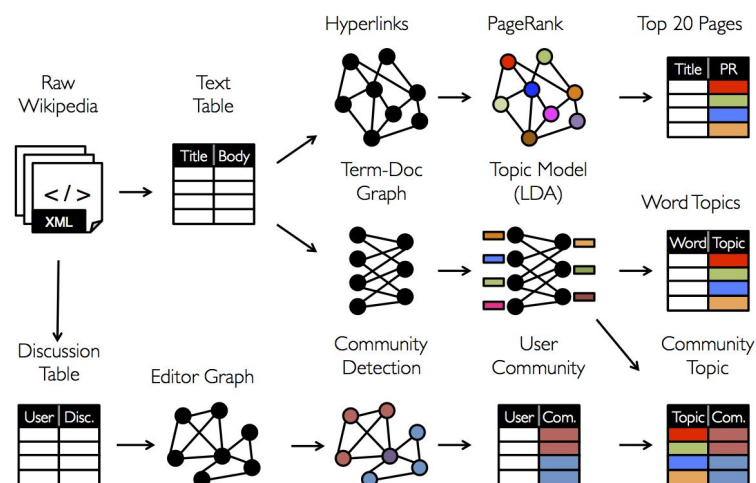 Hyperlinks
PageRank
Top 20 Pages
Raw
Wikipedia
Text
Table
Title PR
Title Body
</>
XML
Term-Doc
Graph
Topic Model
(LDA)
Word Topics
Word Topic
Discussion
Table
Editor Graph
Community
Detection
User
Community
Community
Topic
User Disc.
User Com.
Topic Com.